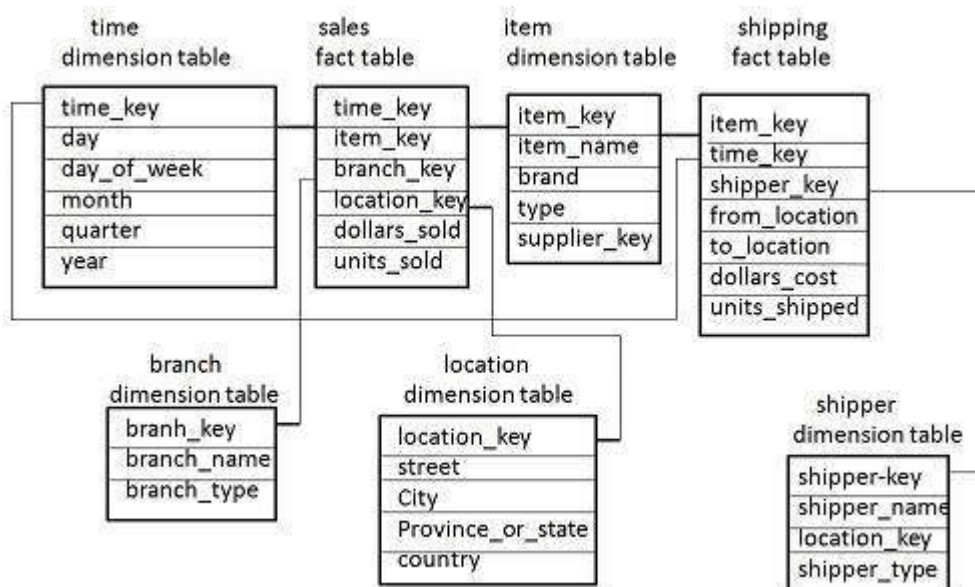 time
dimension table
time_key
day
day_of_week
month
quarter
year
sales
fact table
time_key
item_key
branch_key
location_key
dollars_sold
units_sold
item
dimension table
item_key
item_name
brand
type
supplier_key
shipping
fact table
item_key
time_key
shipper_key
from_location
to_location
dollars_cost
units_shipped
branch
dimension table
branh_key
branch_name
branch_type
location
dimension table
location_key
street
City
Province_or_state
country
shipper
dimension table
shipper-key
shipper_name
location_key
shipper_type